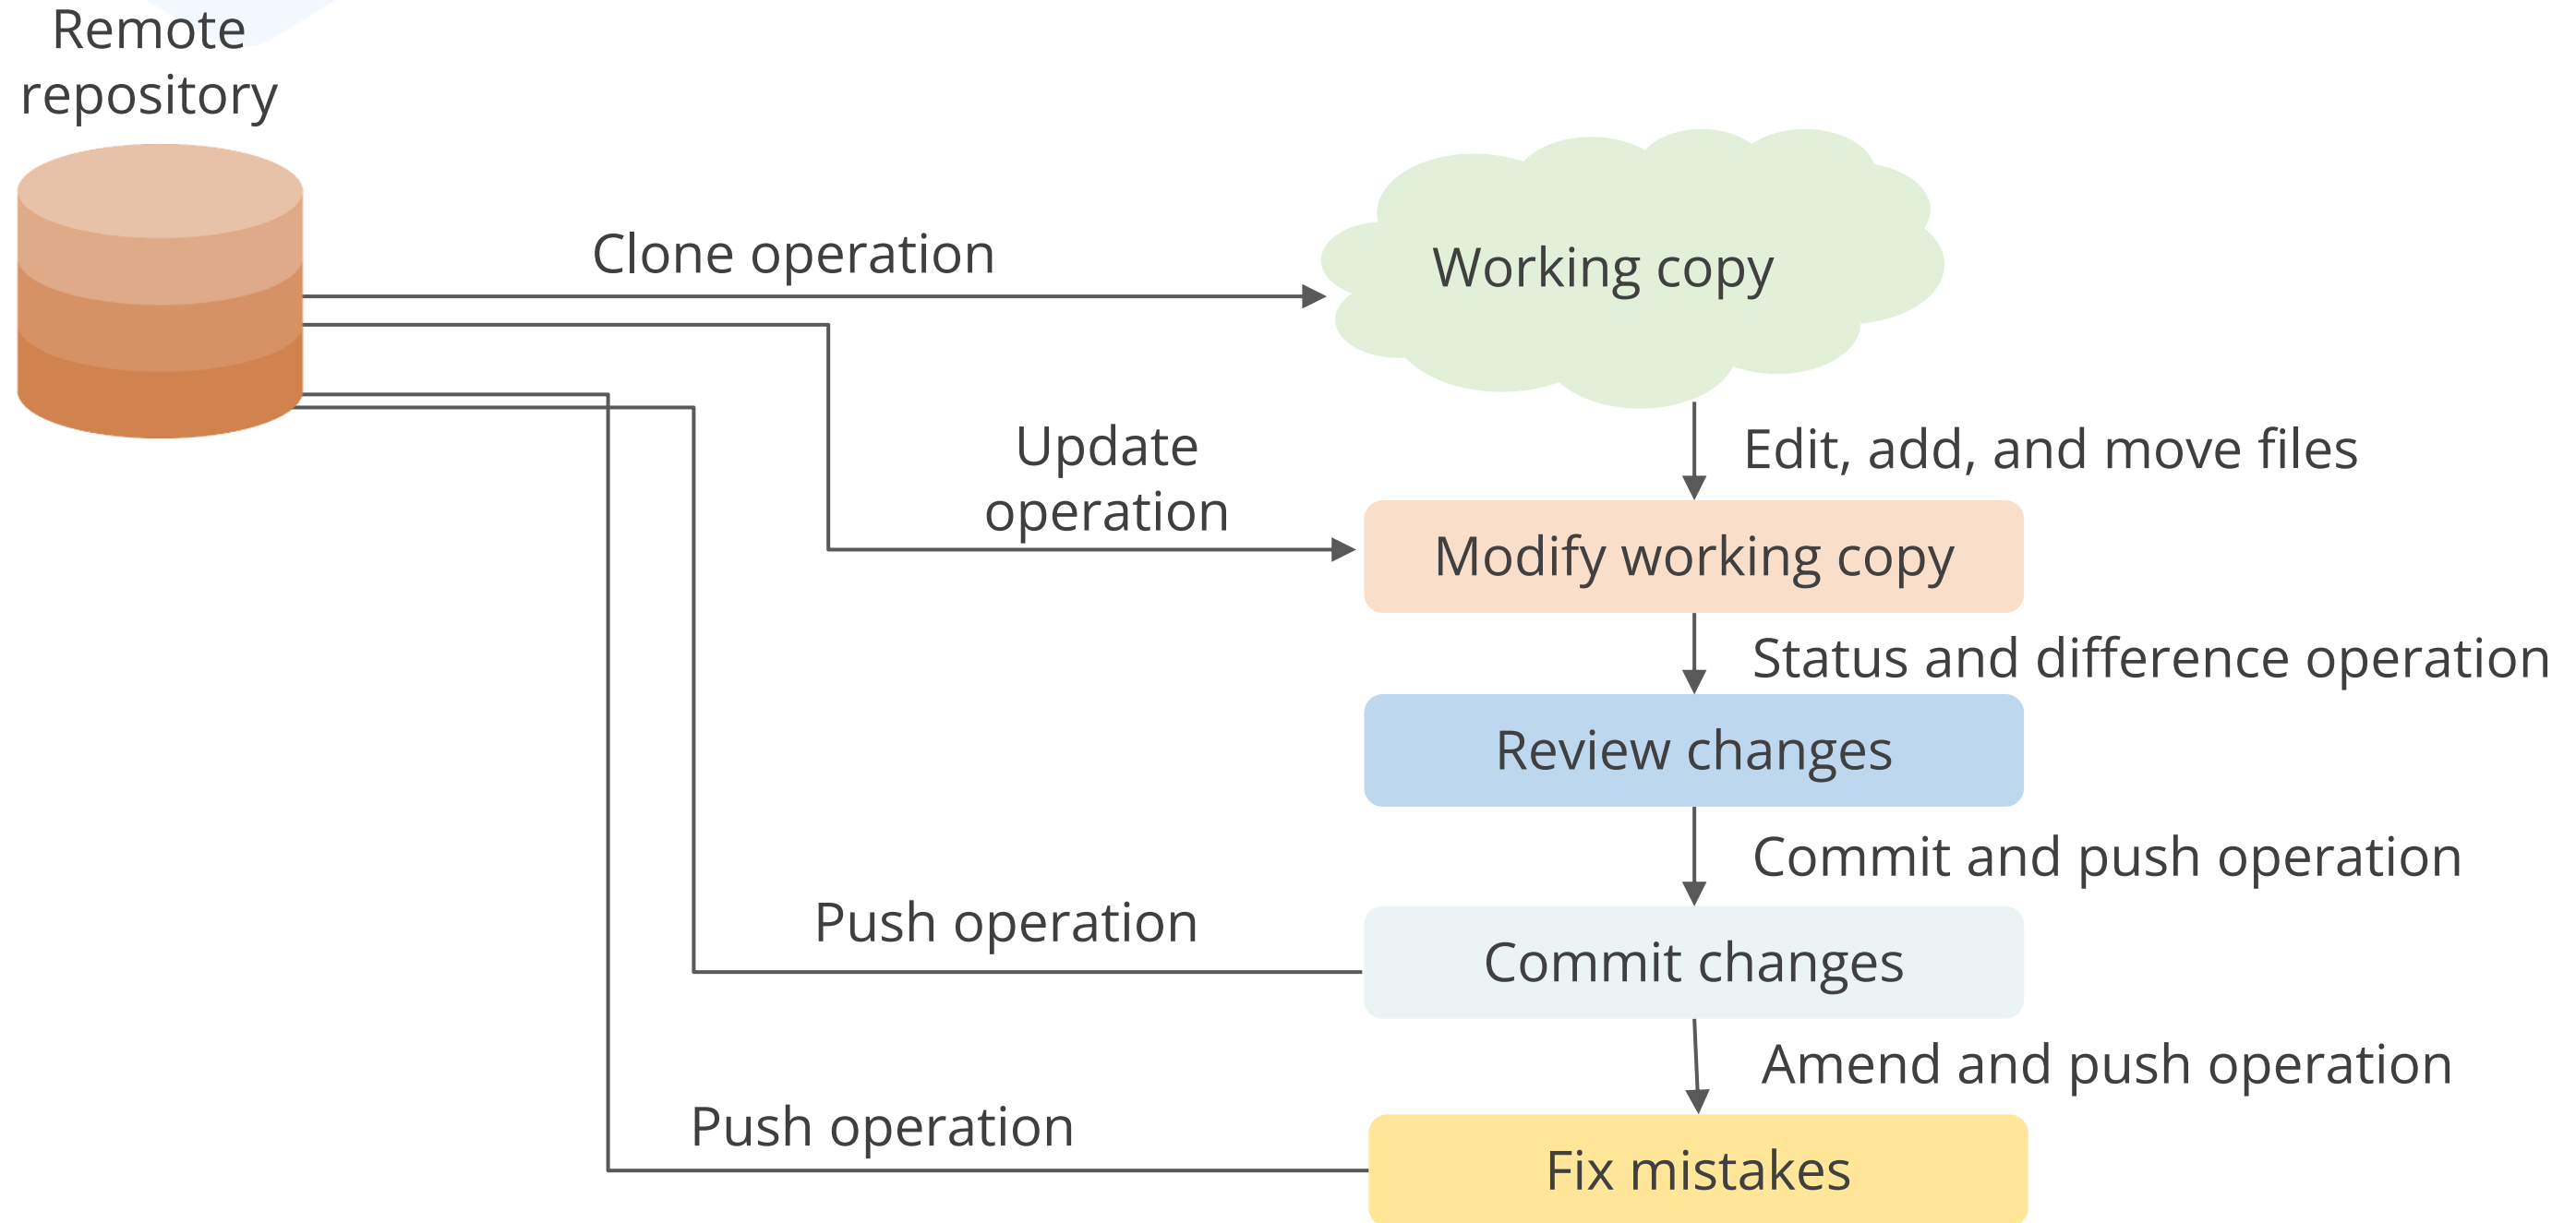 Remote
repository
Clone operation
Working copy
Update
operation
Edit, add, and move files
Modify working copy
Status and difference operation
Review changes
Commit and push operation
Push operation
Commit changes
Amend and push operation
Push operation
Fix mistakes